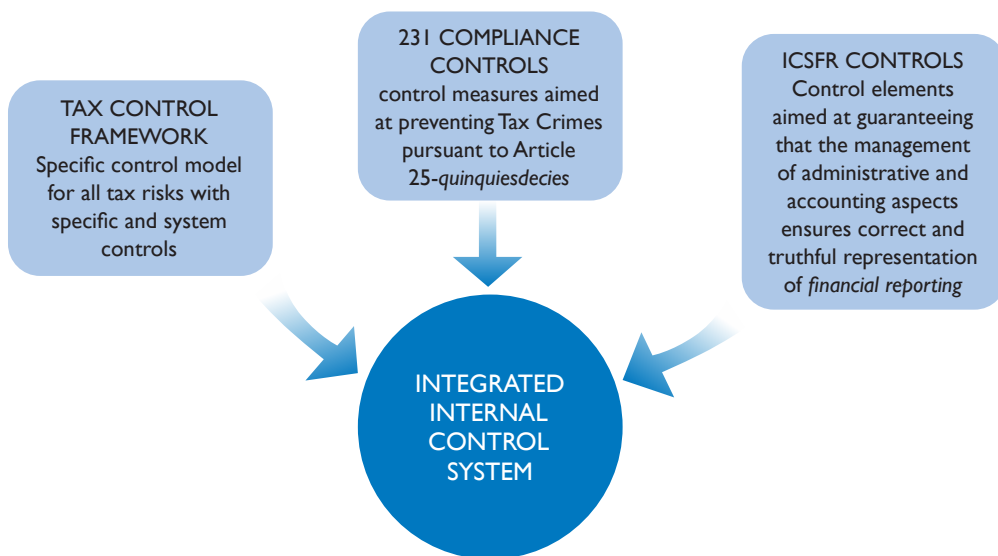 TAX CONTROL
FRAMEWORK
Specific control model
for all tax risks with
specific and system
controls
231 COMPLIANCE
CONTROLS
control measures aimed
at preventing Tax Crimes
pursuant to Article
25-quinquiesdecies
ICSFR CONTROLS
Control elements
aimed at guaranteeing
that the management
of administrative and
accounting aspects
ensures correct and
truthful representation
of financial reporting
INTEGRATED
INTERNAL
CONTROL
SYSTEM